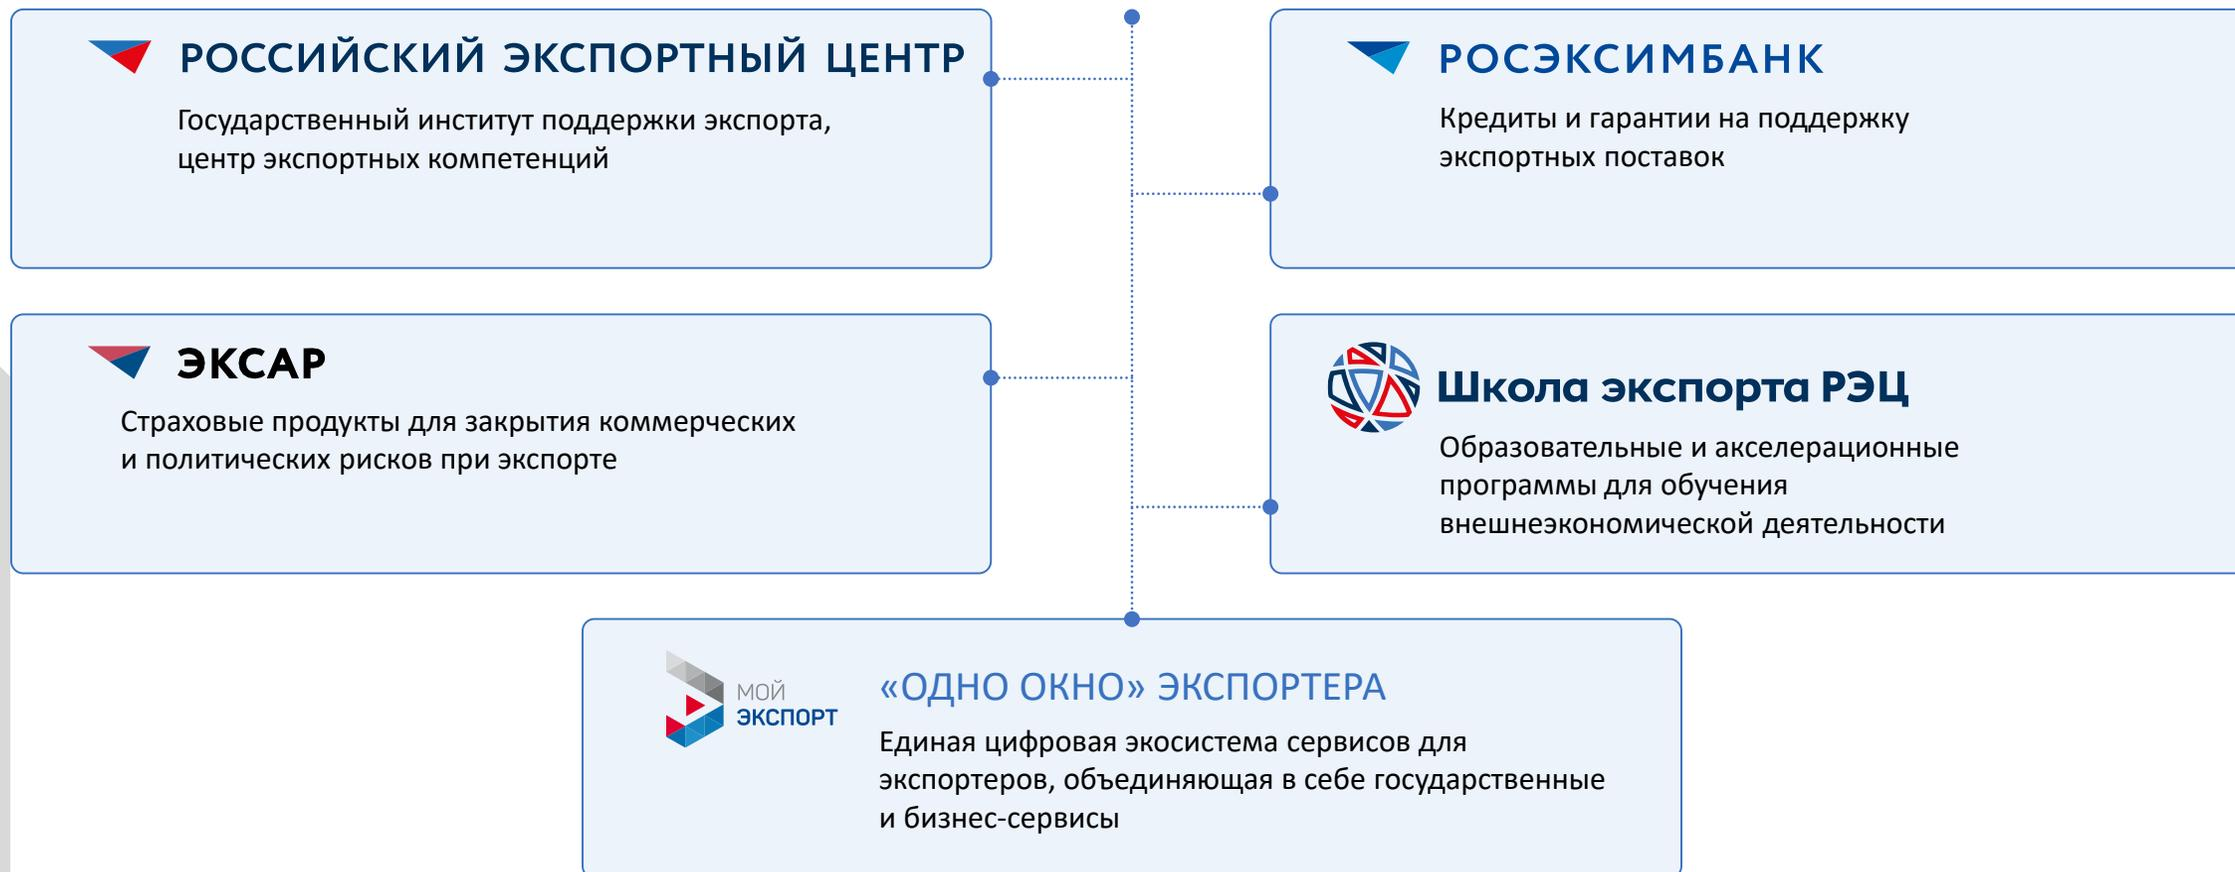 РОССИЙСКИЙ ЭКСПОРТНЫЙ ЦЕНТР
Государственный институт поддержки экспорта,
центр экспортных компетенций
РОСЭКСИМБАНК
Кредиты и гарантии на поддержку
экспортных поставок
ЭКСАР
Страховые продукты для закрытия коммерческих
и политических рисков при экспорте
Школа экспорта РЭЦ
Образовательные и акселерационные
программы для обучения
внешнеэкономической деятельности
МОЙ
ЭКСПОРТ
«ОДНО ОКНО» ЭКСПОРТЕРА
Единая цифровая экосистема сервисов для
экспортеров, объединяющая в себе государственные
и бизнес-сервисы